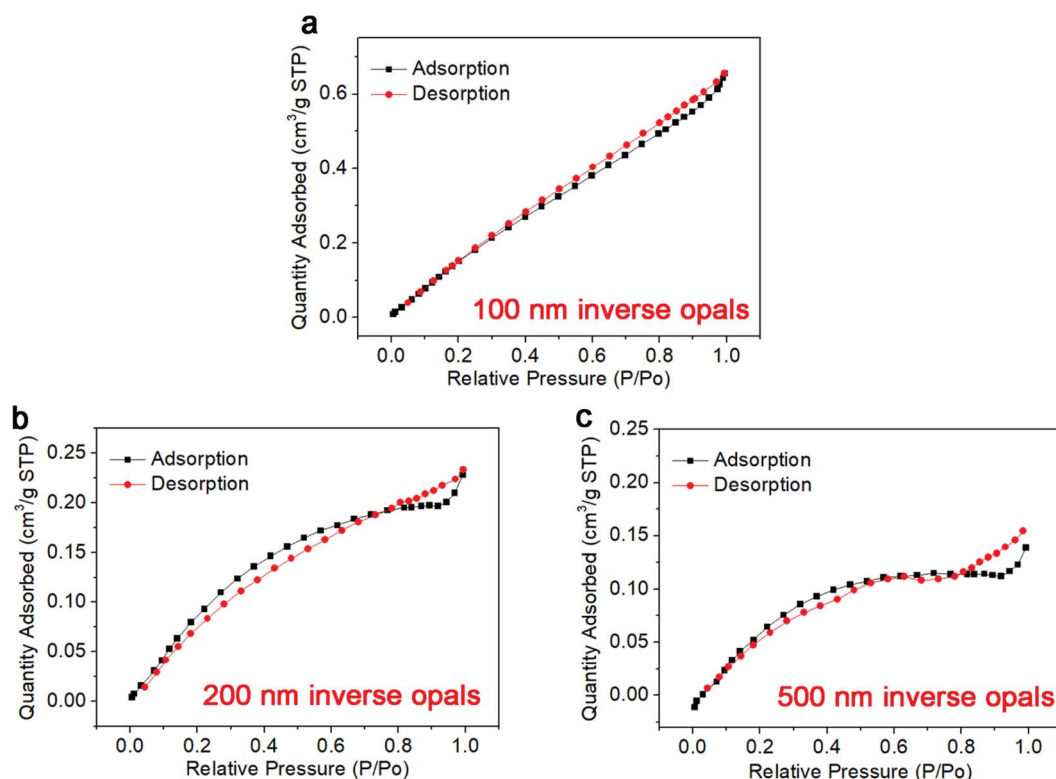 a
Adsorption
Desorption
Quantity Adsorbed (cm³/g STP)
0.6
0.4
0.2
0.0
100 nm inverse opals
0.0 0.2 0.4 0.6 0.8 1.0
Relative Pressure (P/Po)
b
Adsorption
Desorption
Quantity Adsorbed (cm³/g STP)
0.25
0.20
0.15
0.10
0.05
0.00
200 nm inverse opals
0.0 0.2 0.4 0.6 0.8 1.0
Relative Pressure (P/Po)
c
Adsorption
Desorption
Quantity Adsorbed (cm³/g STP)
0.25
0.20
0.15
0.10
0.05
0.00
500 nm inverse opals
0.0 0.2 0.4 0.6 0.8 1.0
Relative Pressure (P/Po)